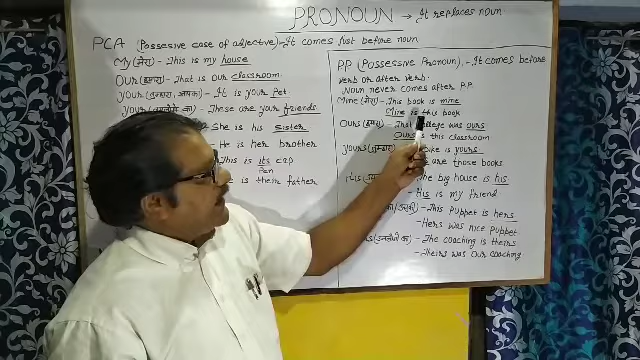 PRONOUN → It replaces noun.
PCA (Possesive case of adjective) - It comes just before noun
My (मेरा) - This is my house
Our (हमारा) - That is our classroom.
Your (तुम्हारा, आपका) - It is your Pet
your - These are your friends.
She is his sister
He is her brother
This is its cap
Pen
is their father
PP (Possessive Pronoun). - It comes before
verb or after verb.
Noun never comes after P.P
Mine (मेरा) - This book is mine
Mine is this book
Ours (हमारा) - That college was ours
Ours is this classroom
Yours is yours.
are those books
The big house is his
His is my friend
- This puppet is hers
- Hers was nice puppet
- The coaching is theirs
- Theirs was our coaching